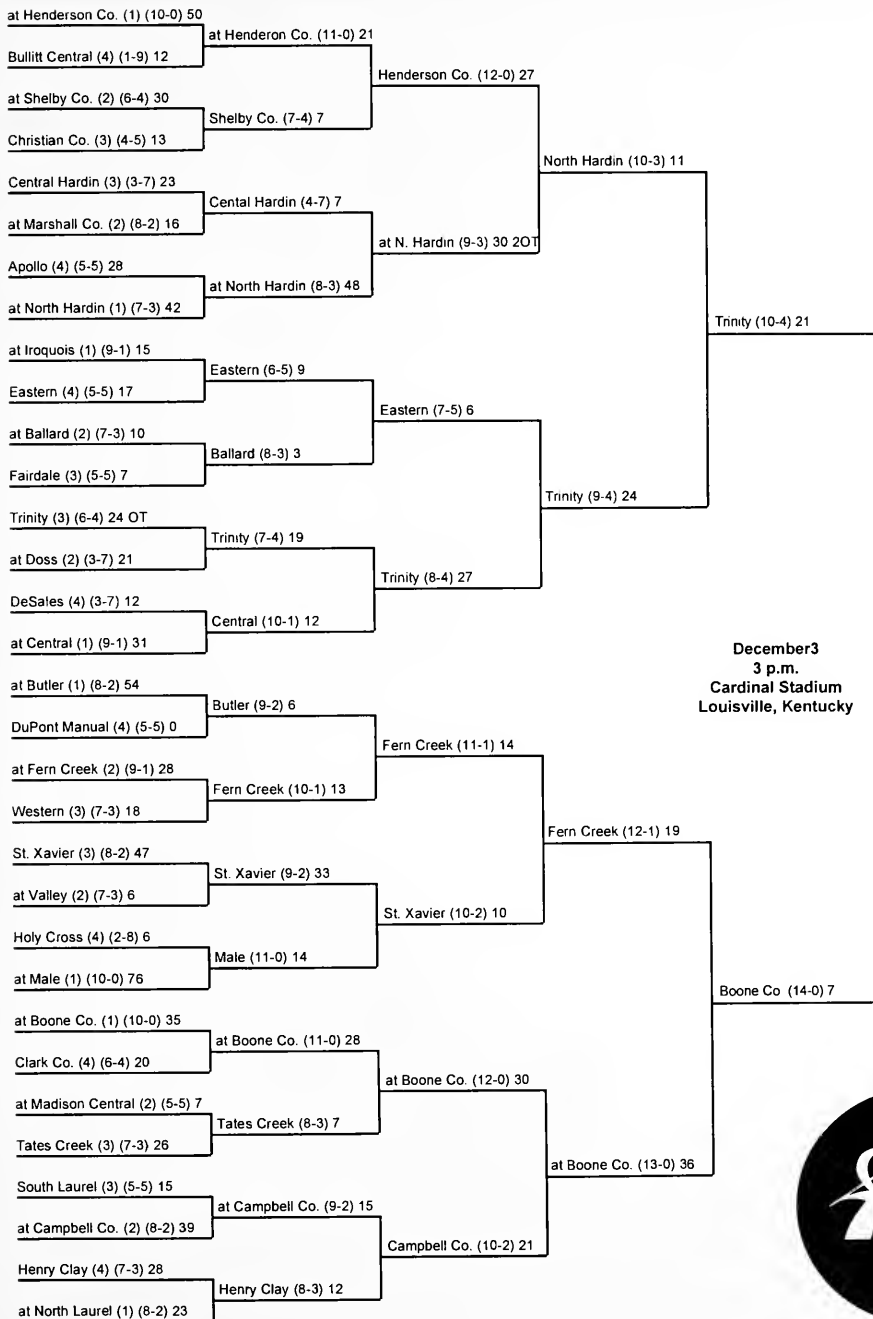 at Henderson Co. (1) (10-0) 50
Bullitt Central (4) (1-9) 12
at Shelby Co. (2) (6-4) 30
Christian Co. (3) (4-5) 13
Central Hardin (3) (3-7) 23
at Marshall Co. (2) (8-2) 16
Apollo (4) (5-5) 28
at North Hardin (1) (7-3) 42
at Iroquois (1) (9-1) 15
Eastern (4) (5-5) 17
at Ballard (2) (7-3) 10
Fairdale (3) (5-5) 7
Trinity (3) (6-4) 24 OT
at Doss (2) (3-7) 21
DeSales (4) (3-7) 12
at Central (1) (9-1) 31
at Butler (1) (8-2) 54
DuPont Manual (4) (5-5) 0
at Fern Creek (2) (9-1) 28
Western (3) (7-3) 18
St. Xavier (3) (8-2) 47
at Valley (2) (7-3) 6
Holy Cross (4) (2-8) 6
at Male (1) (10-0) 76
at Boone Co. (1) (10-0) 35
Clark Co. (4) (6-4) 20
at Madison Central (2) (5-5) 7
Tates Creek (3) (7-3) 26
South Laurel (3) (5-5) 15
at Campbell Co. (2) (8-2) 39
Henry Clay (4) (7-3) 28
at North Laurel (1) (8-2) 23
at Henderon Co. (11-0) 21
Shelby Co. (7-4) 7
Cental Hardin (4-7) 7
at North Hardin (8-3) 48
Eastern (6-5) 9
Ballard (8-3) 3
Trinity (7-4) 19
Central (10-1) 12
Butler (9-2) 6
Fern Creek (10-1) 13
St. Xavier (9-2) 33
Male (11-0) 14
at Boone Co. (11-0) 28
Tates Creek (8-3) 7
at Campbell Co. (9-2) 15
Henry Clay (8-3) 12
Henderson Co. (12-0) 27
at N. Hardin (9-3) 30 2OT
Eastern (7-5) 6
Trinity (8-4) 27
Fern Creek (11-1) 14
St. Xavier (10-2) 10
at Boone Co. (12-0) 30
Campbell Co. (10-2) 21
North Hardin (10-3) 11
Trinity (9-4) 24
Fern Creek (12-1) 19
at Boone Co. (13-0) 36
Trinity (10-4) 21
Boone Co (14-0) 7
December3
3 p.m.
Cardinal Stadium
Louisville, Kentucky